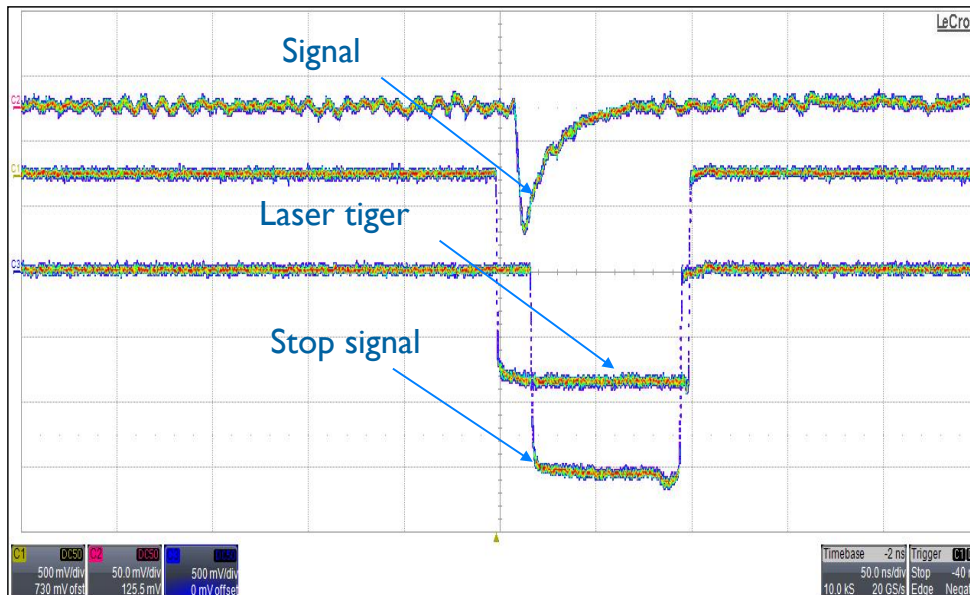 LeCro
Signal
C2
C1
Laser tiger
C3
Stop signal
C1 DC50
500 mV/div
730 mV ofst
C2 DC50
50.0 mV/div
125.5 mV
500 mV/div
0 mV offset
Timebase -2 ns
50.0 ns/div
10.0 kS 20 GS/s
Trigger C1
Stop -40
Edge Negat